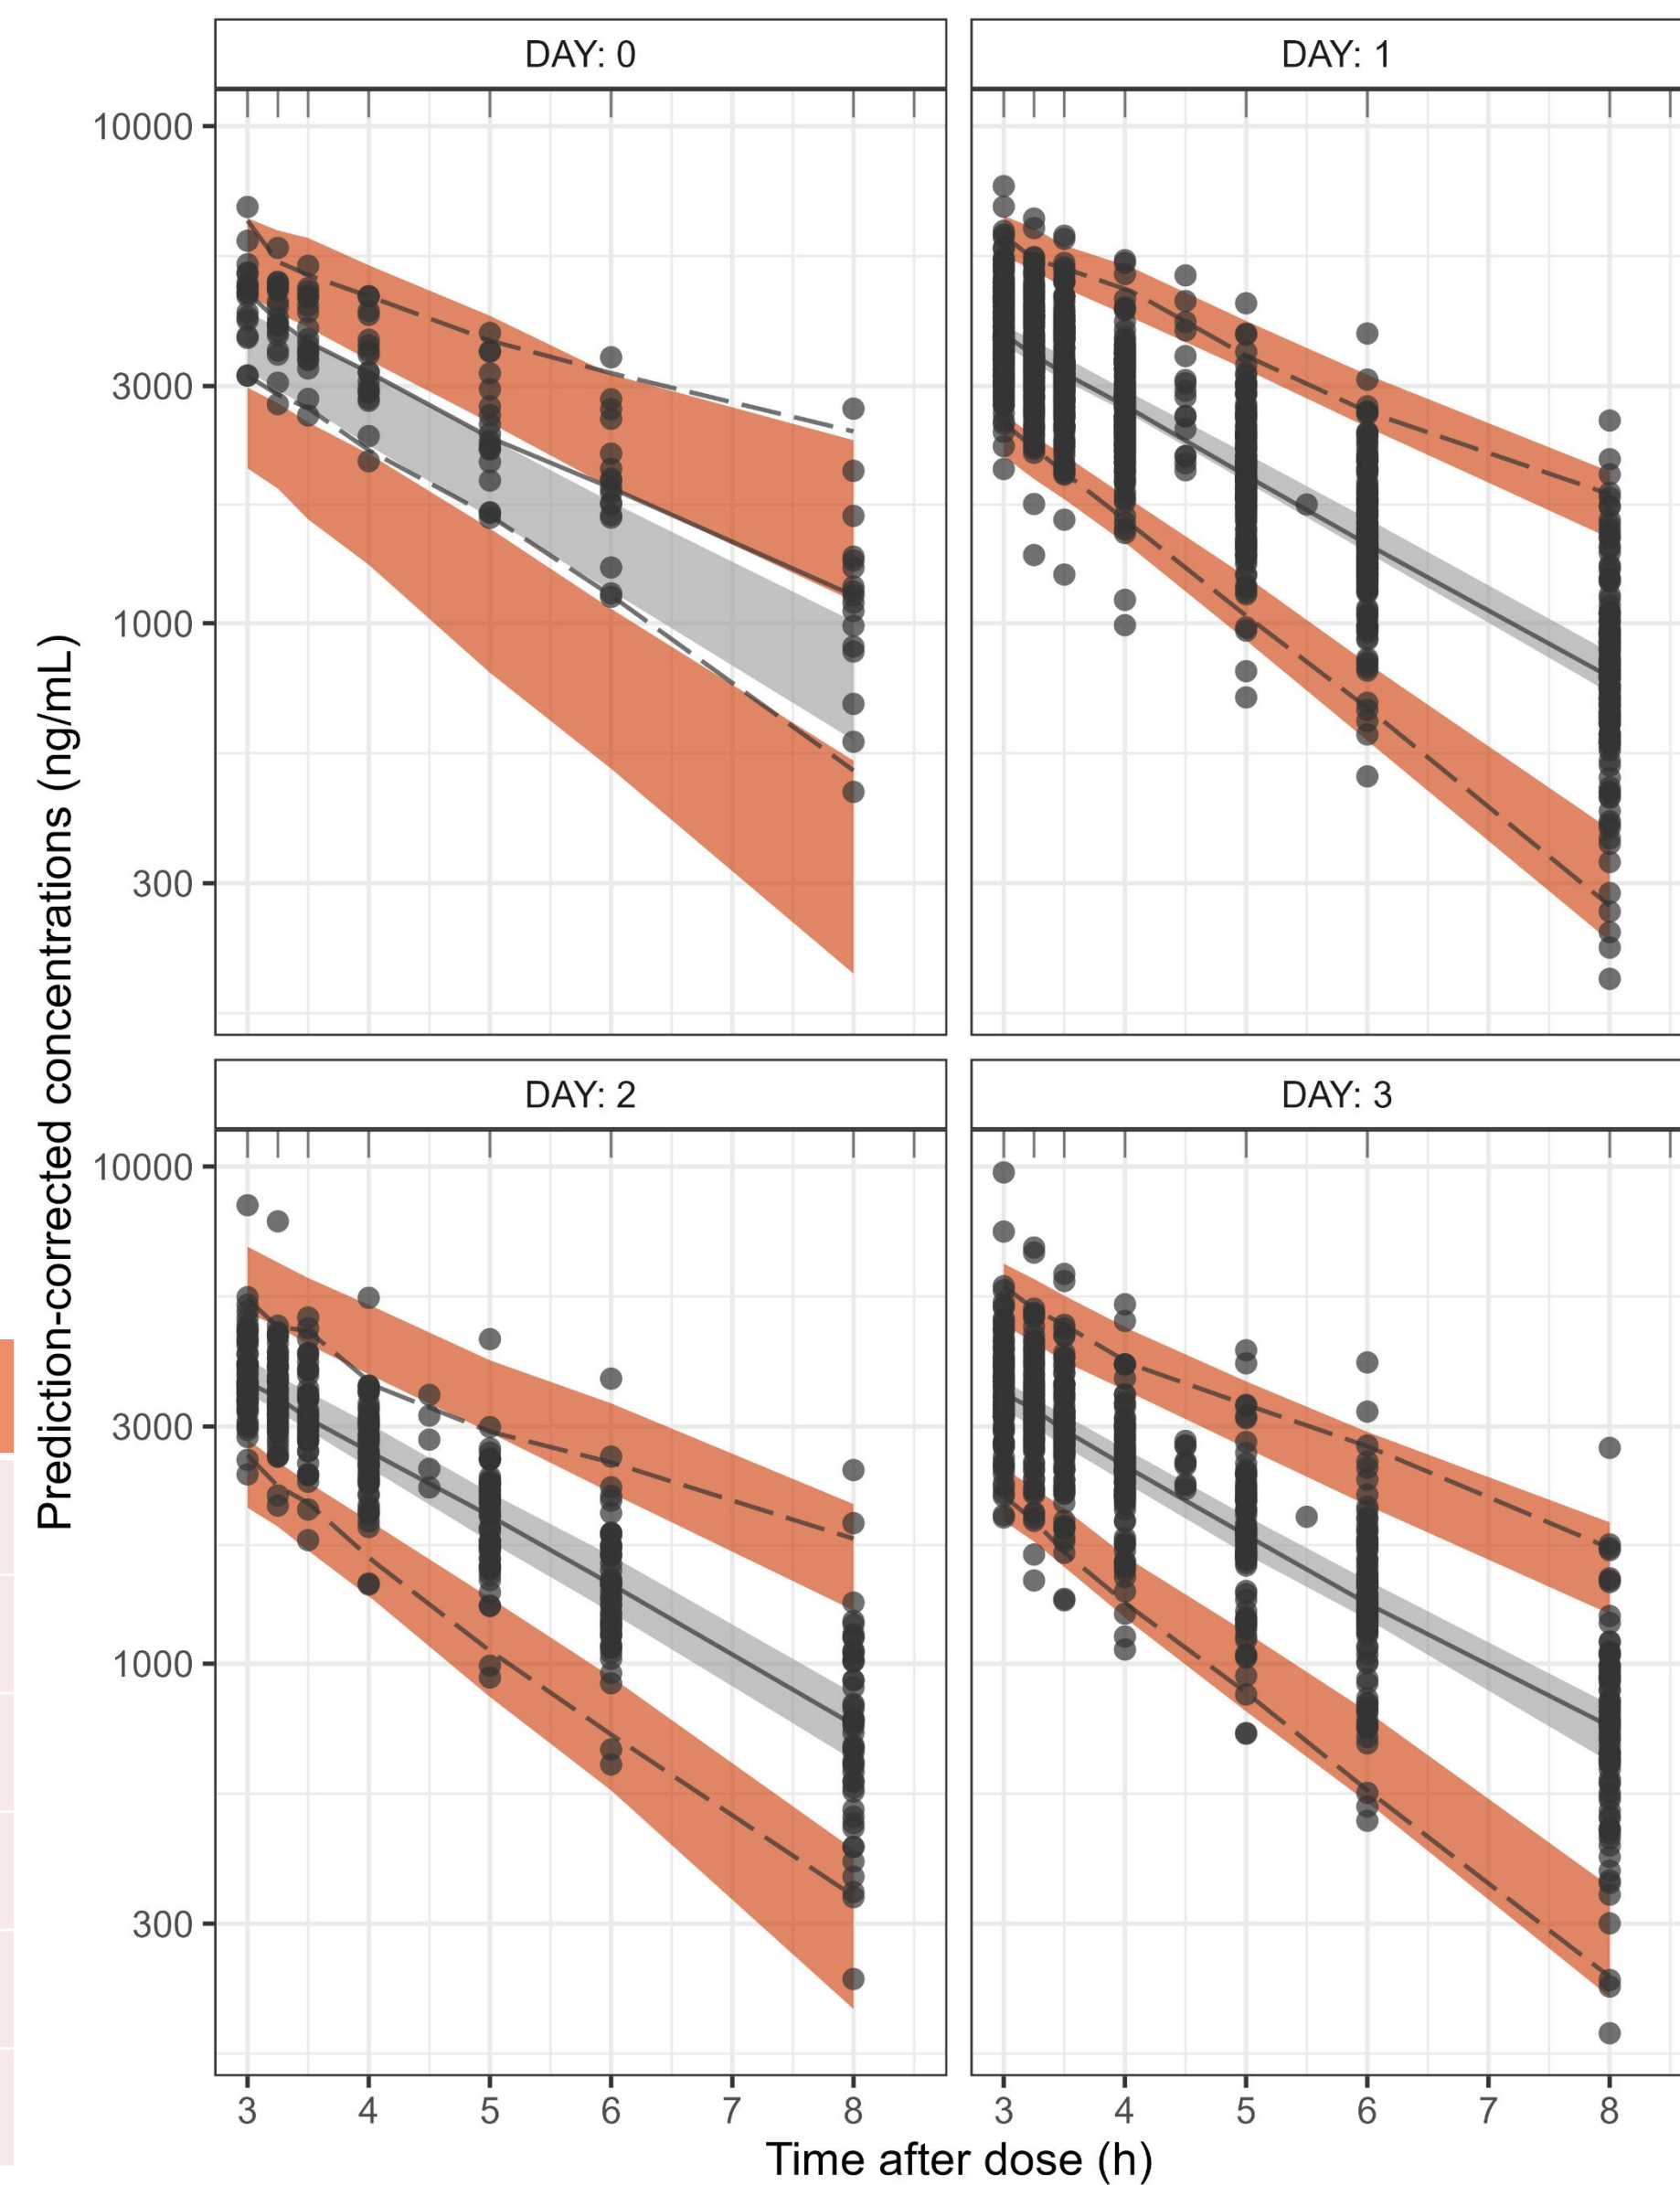 DAY: 0
DAY: 1
10000
3000
1000
300
DAY: 2
DAY: 3
10000
3000
1000
300
3 4 5 6 7 8
3 4 5 6 7 8
Prediction-corrected concentrations (ng/mL)
Time after dose (h)